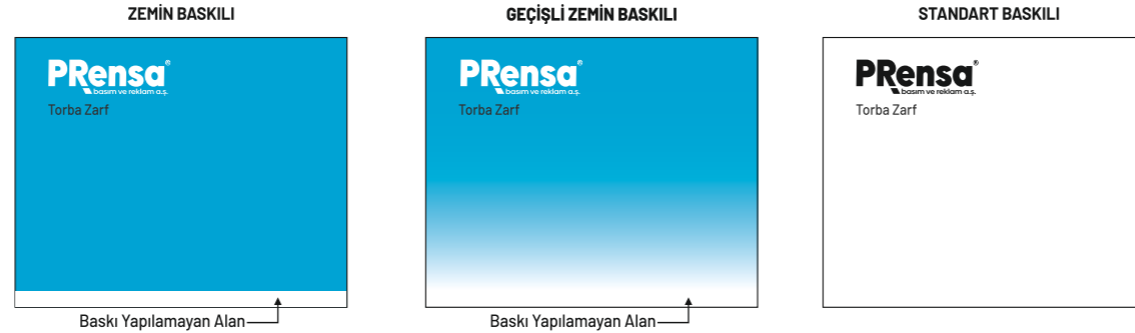 ZEMİN BASKILI
PRensa®
basım ve reklam a.ş.
Torba Zarf
Baskı Yapılamayan Alan
GEÇİŞLİ ZEMİN BASKILI
PRensa®
basım ve reklam a.ş.
Torba Zarf
Baskı Yapılamayan Alan
STANDART BASKILI
PRensa®
basım ve reklam a.ş.
Torba Zarf